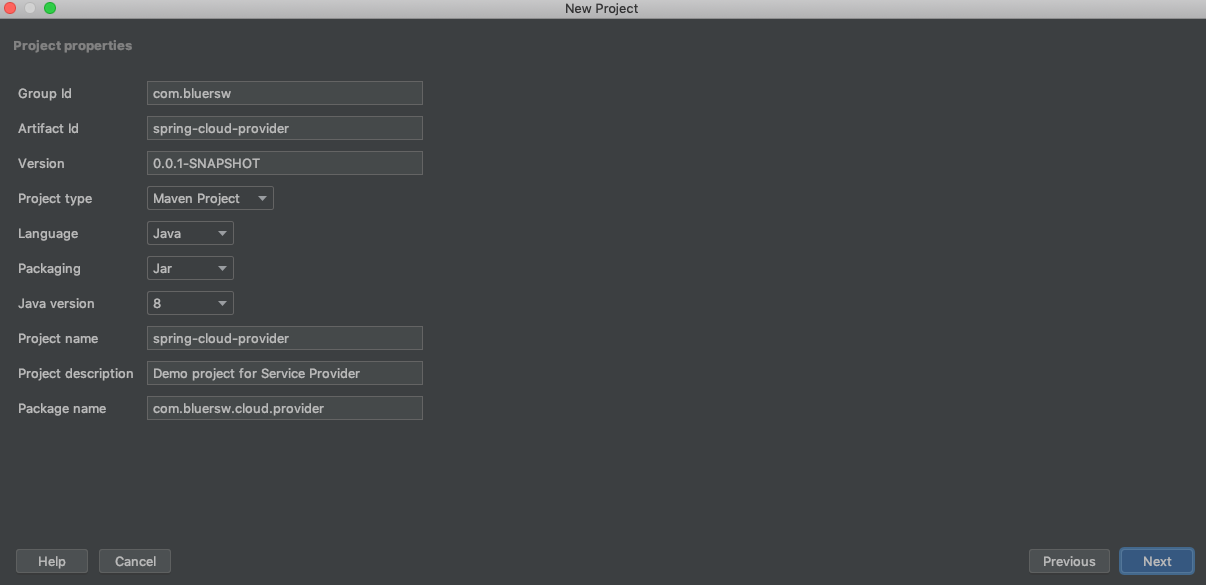 New Project
Project properties
Group Id com.bluersw
Artifact Id spring-cloud-provider
Version 0.0.1-SNAPSHOT
Project type Maven Project
Language Java
Packaging Jar
Java version 8
Project name spring-cloud-provider
Project description Demo project for Service Provider
Package name com.bluersw.cloud.provider
Help Cancel Previous Next